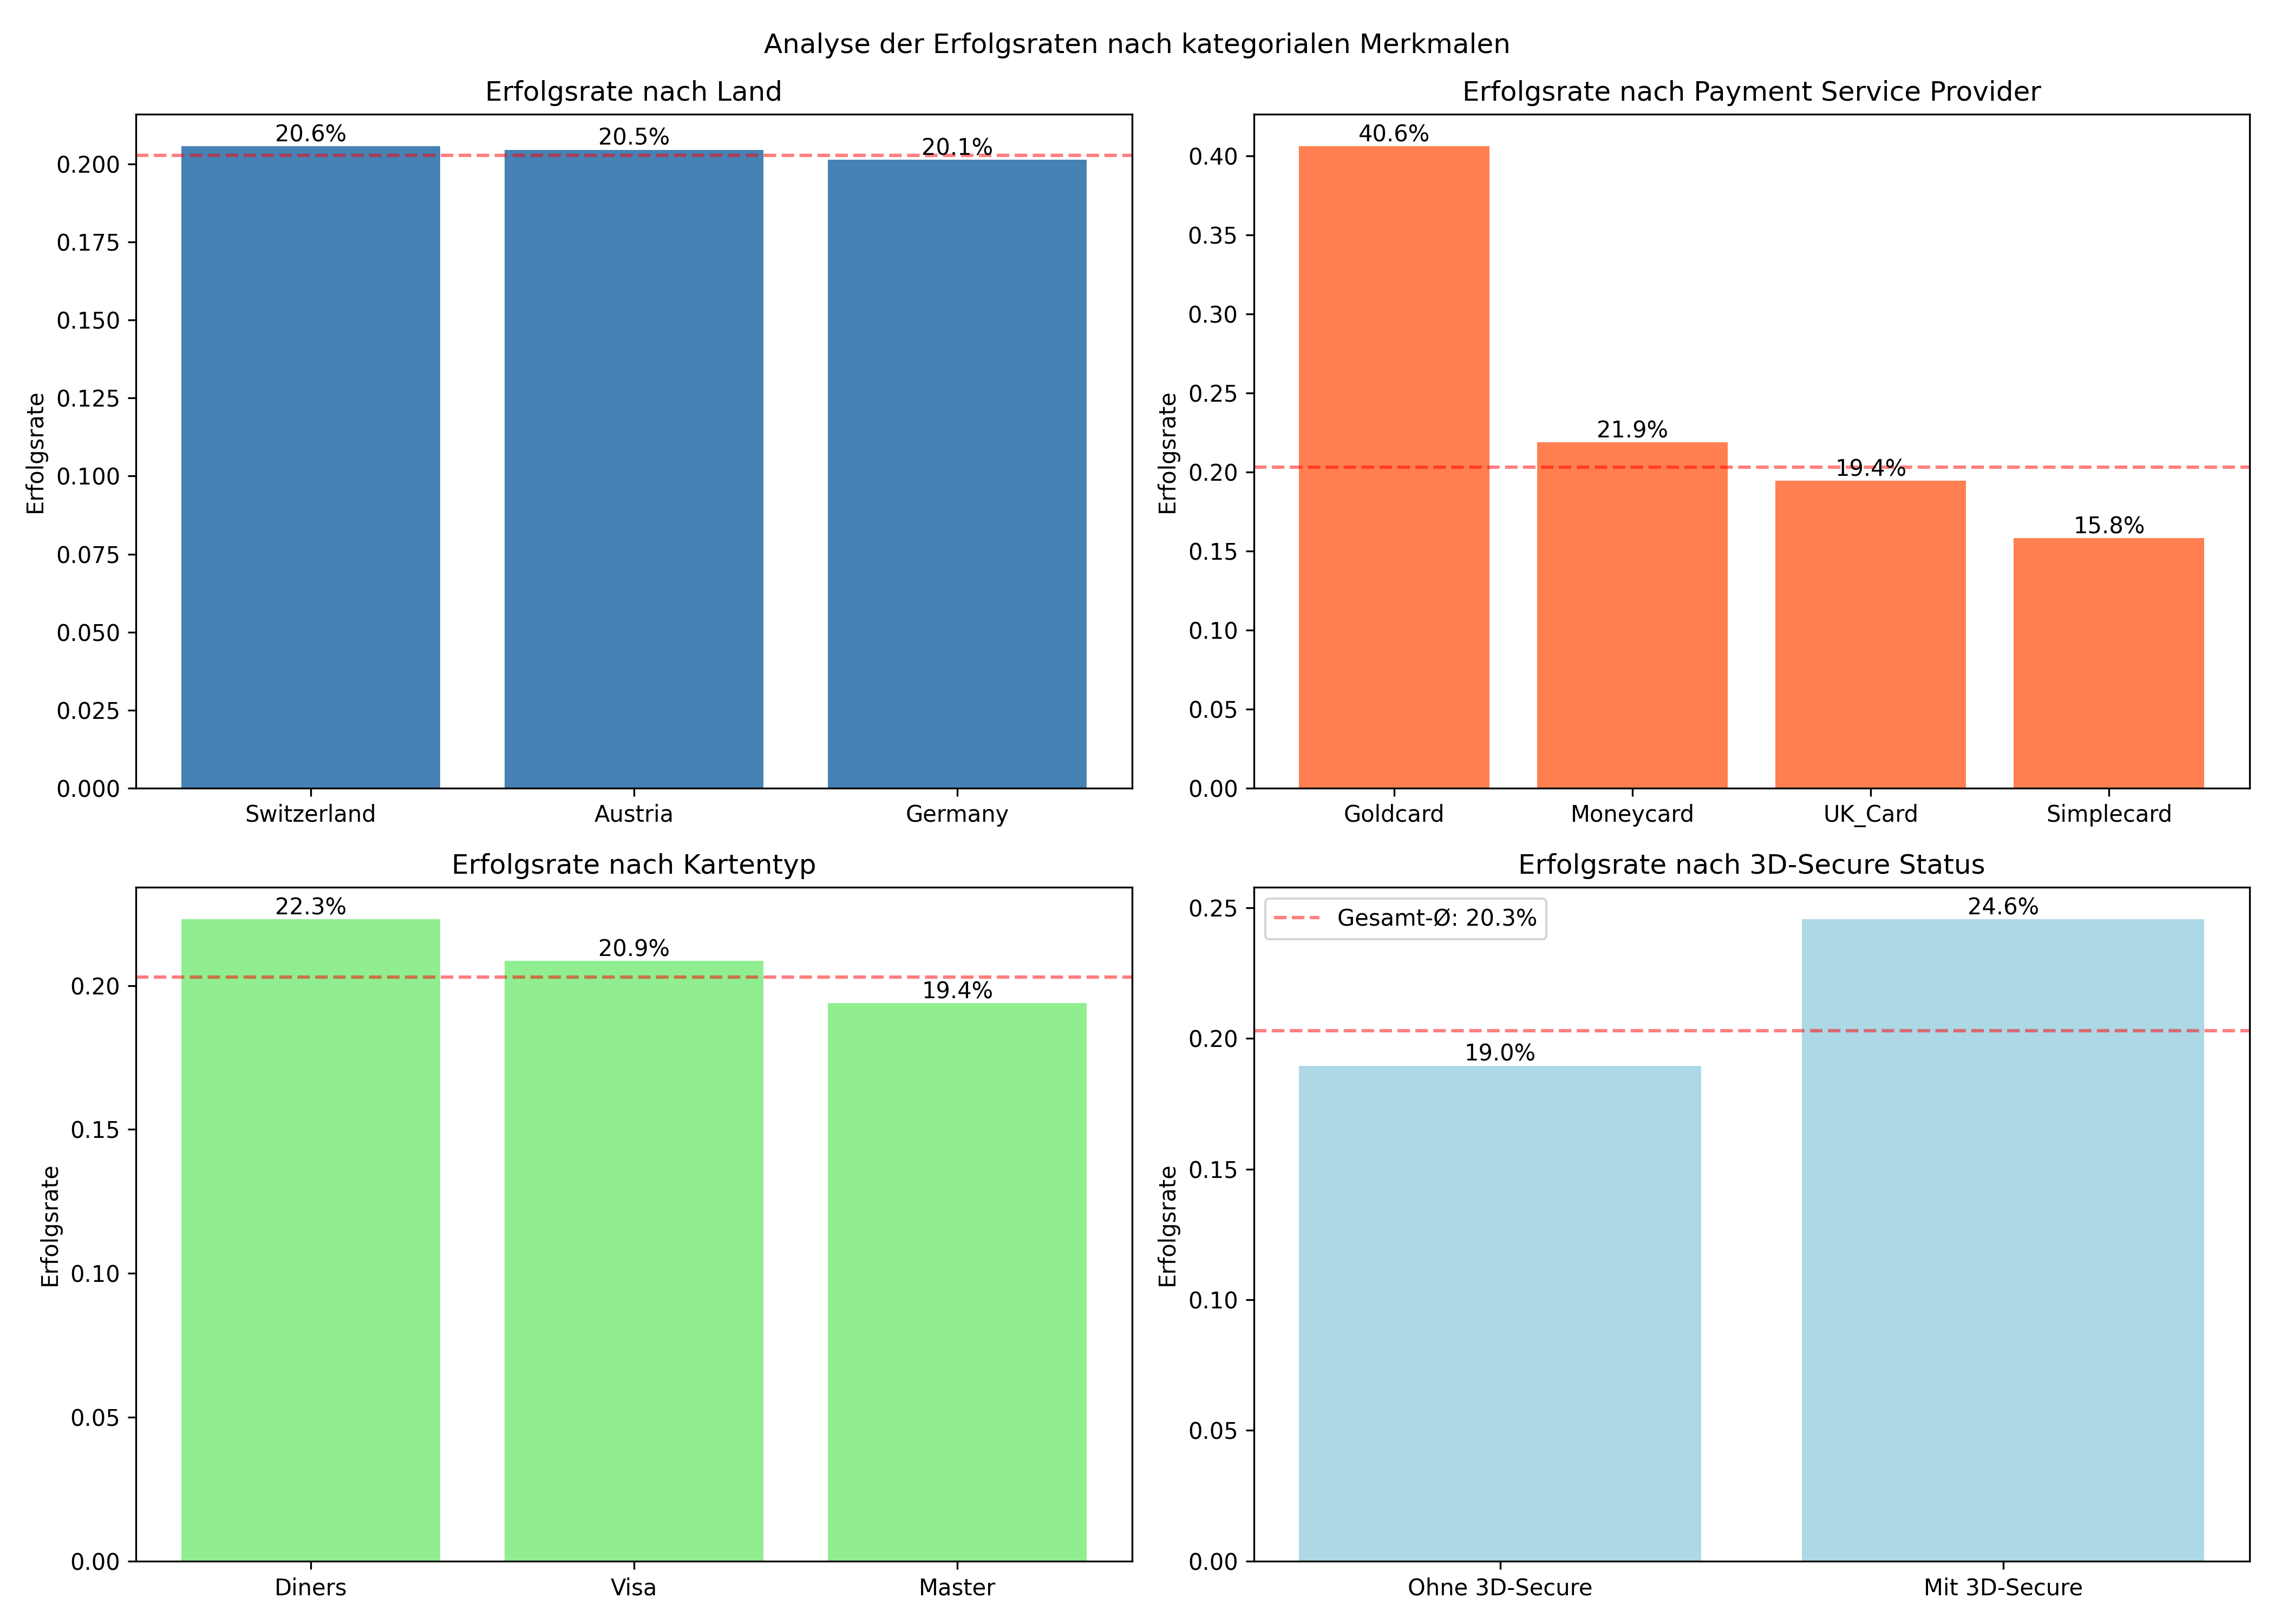 Analyse der Erfolgsraten nach kategorialen Merkmalen
Erfolgsrate nach Land
Erfolgsrate
0.200
0.175
0.150
0.125
0.100
0.075
0.050
0.025
0.000
20.6%
20.5%
20.1%
Switzerland
Austria
Germany
Erfolgsrate nach Payment Service Provider
Erfolgsrate
0.40
0.35
0.30
0.25
0.20
0.15
0.10
0.05
0.00
40.6%
21.9%
19.4%
15.8%
Goldcard
Moneycard
UK_Card
Simplecard
Erfolgsrate nach Kartentyp
Erfolgsrate
0.20
0.15
0.10
0.05
0.00
22.3%
20.9%
19.4%
Diners
Visa
Master
Erfolgsrate nach 3D-Secure Status
Erfolgsrate
0.25
0.20
0.15
0.10
0.05
0.00
Gesamt-Ø: 20.3%
19.0%
24.6%
Ohne 3D-Secure
Mit 3D-Secure